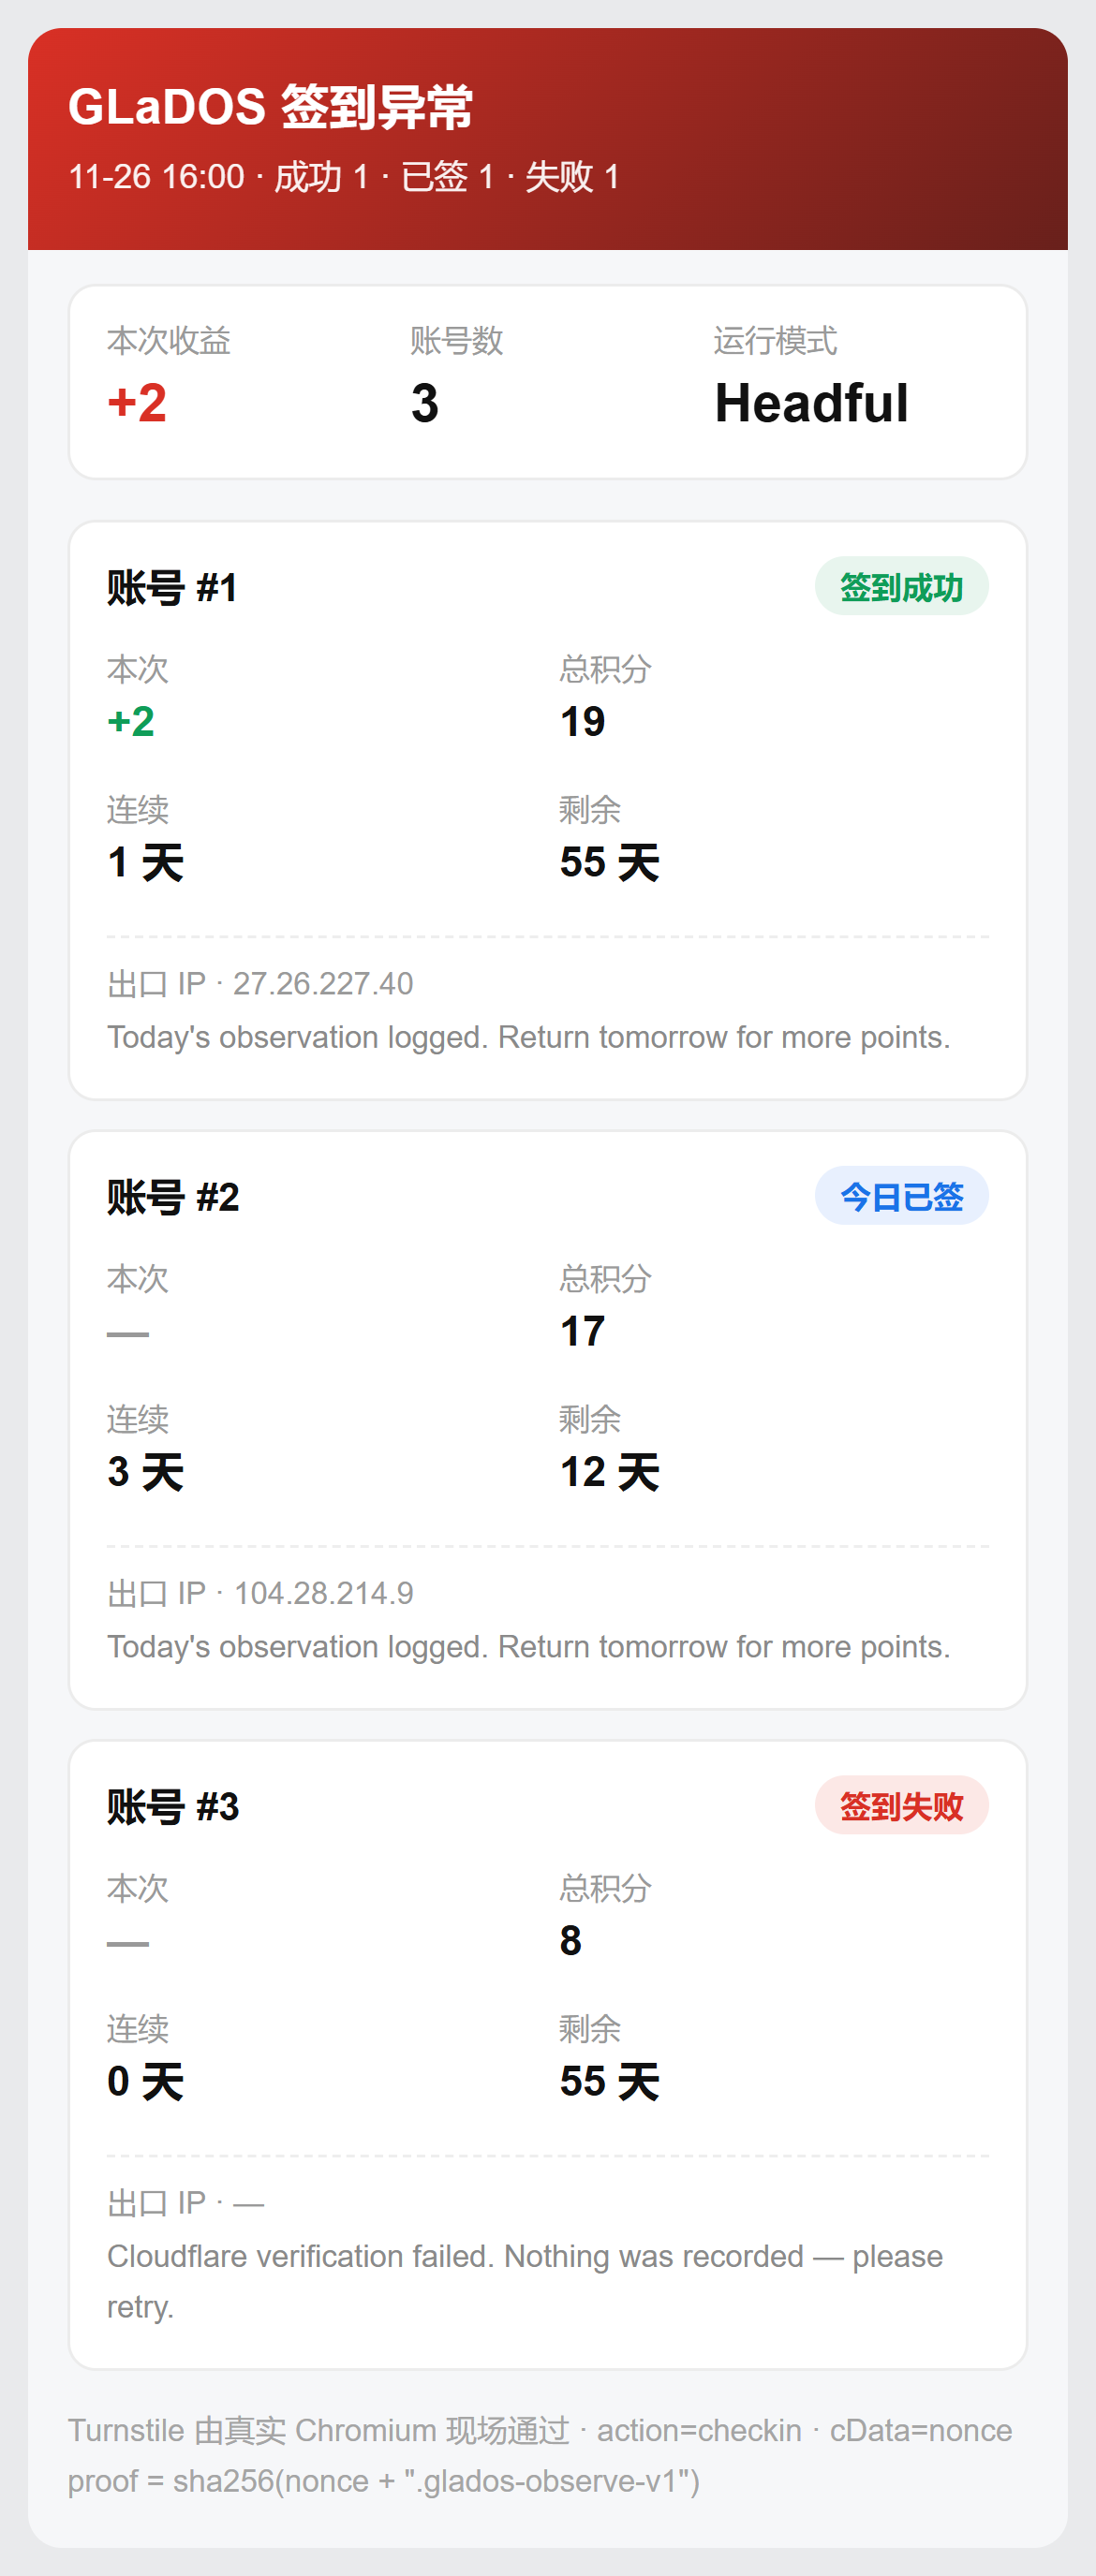 GLaDOS 签到异常
11-26 16:00 · 成功 1 · 已签 1 · 失败 1
本次收益 账号数 运行模式
+2 3 Headful
账号 #1 签到成功
本次 总积分
+2 19
连续 剩余
1 天 55 天
出口 IP · 27.26.227.40
Today's observation logged. Return tomorrow for more points.
账号 #2 今日已签
本次 总积分
— 17
连续 剩余
3 天 12 天
出口 IP · 104.28.214.9
Today's observation logged. Return tomorrow for more points.
账号 #3 签到失败
本次 总积分
— 8
连续 剩余
0 天 55 天
出口 IP · —
Cloudflare verification failed. Nothing was recorded — please
retry.
Turnstile 由真实 Chromium 现场通过 · action=checkin · cData=nonce
proof = sha256(nonce + ".glados-observe-v1")